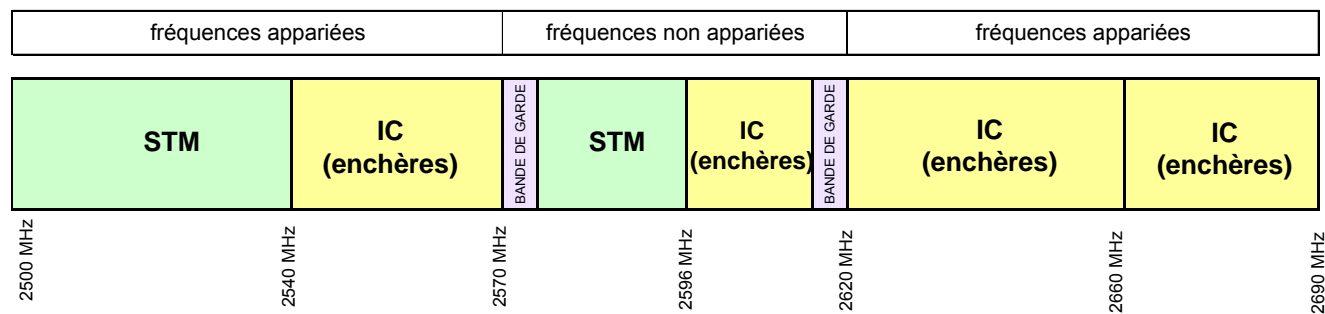 fréquences appariées
fréquences non appariées
fréquences appariées
STM
IC
(enchères)
BANDE DE GARDE
STM
IC
(enchères)
BANDE DE GARDE
IC
(enchères)
IC
(enchères)
2500 MHz
2540 MHz
2570 MHz
2596 MHz
2620 MHz
2660 MHz
2690 MHz